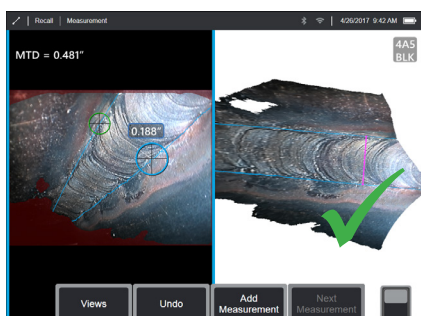 Recall | Measurement
4/26/2017 9:42 AM
MTD = 0.481"
4A5
BLK
0.188"
Views
Undo
Add
Measurement
Next
Measurement